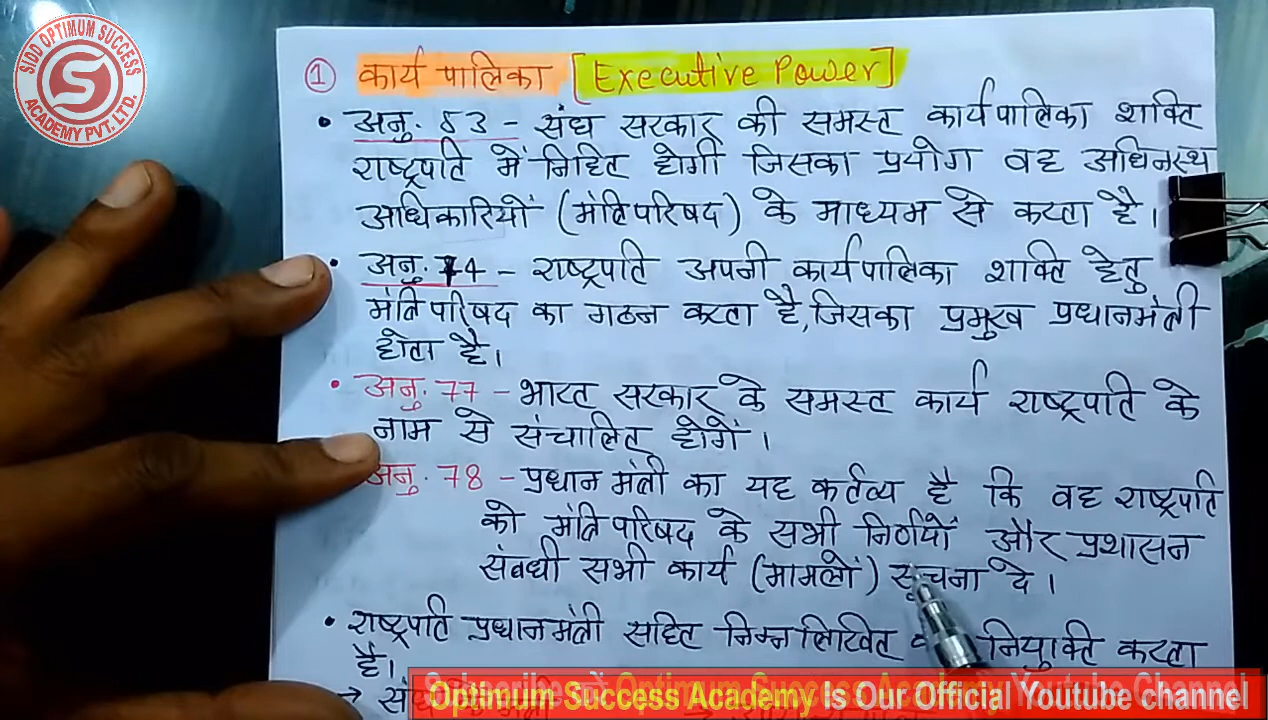 SIDD OPTIMUM SUCCESS
ACADEMY PVT. LTD.
① कार्यपालिका [Executive Power]
• अनु. 53 - संघ सरकार की समस्त कार्यपालिका शक्ति
राष्ट्रपति में निहित होगी जिसका प्रयोग वह अधिनस्थ
अधिकारियों (मंत्रिपरिषद) के माध्यम से करता है।
• अनु. 74 - राष्ट्रपति अपनी कार्यपालिका शक्ति हेतु
मंत्रिपरिषद का गठन करता है, जिसका प्रमुख प्रधानमंत्री
होता है।
• अनु. 77 - भारत सरकार के समस्त कार्य राष्ट्रपति के
नाम से संचालित होगें।
अनु. 78 - प्रधानमंत्री का यह कर्तव्य है कि वह राष्ट्रपति
को मंत्रिपरिषद के सभी निर्णयों और प्रशासन
संबधी सभी कार्य (मामलों) सूचना दे।
• राष्ट्रपति प्रधानमंत्री सहित निम्नलिखित नियुक्ति करता
है।
Optimum Success Academy Is Our Official Youtube Channel